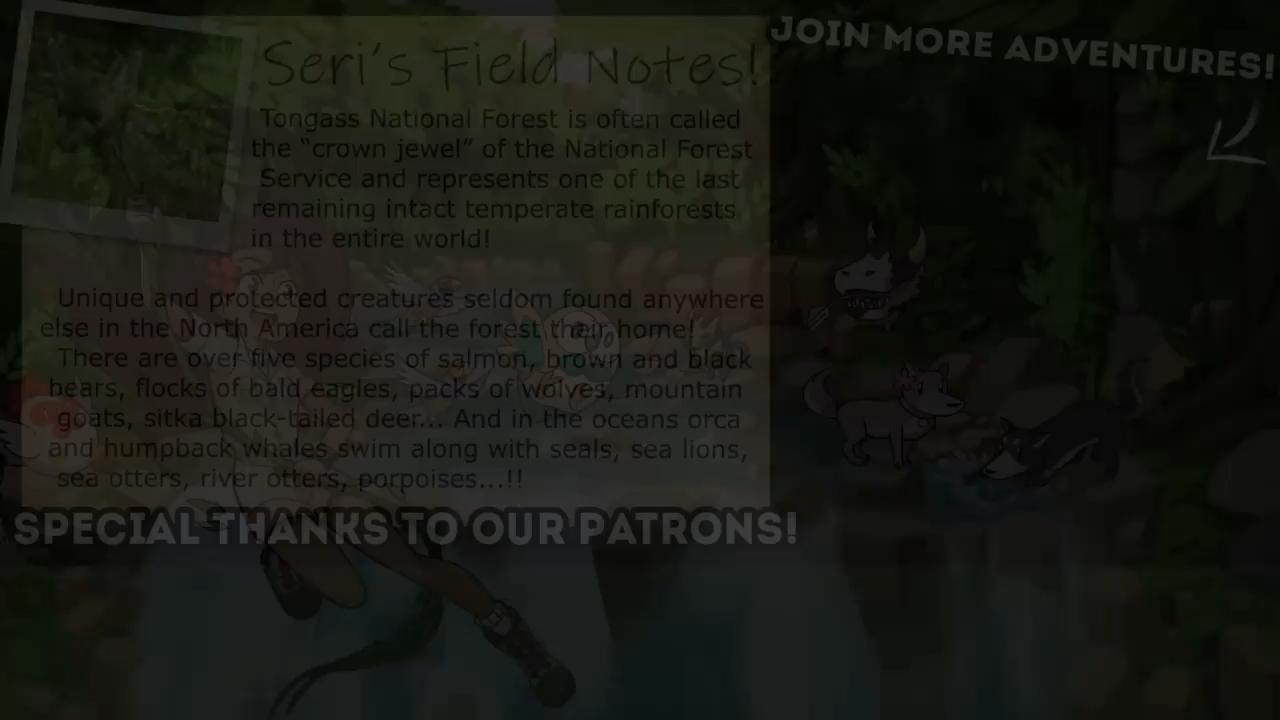 Seri's Field Notes!
JOIN MORE ADVENTURES!
Tongass National Forest is often called
the “crown jewel” of the National Forest
Service and represents one of the last
remaining intact temperate rainforests
in the entire world!
Unique and protected creatures seldom found anywhere
else in the North America call the forest their home!
There are over five species of salmon, brown and black
bears, flocks of bald eagles, packs of wolves, mountain
goats, sitka black-tailed deer... And in the oceans orca
and humpback whales swim along with seals, sea lions,
sea otters, river otters, porpoises...!!
SPECIAL THANKS TO OUR PATRONS!